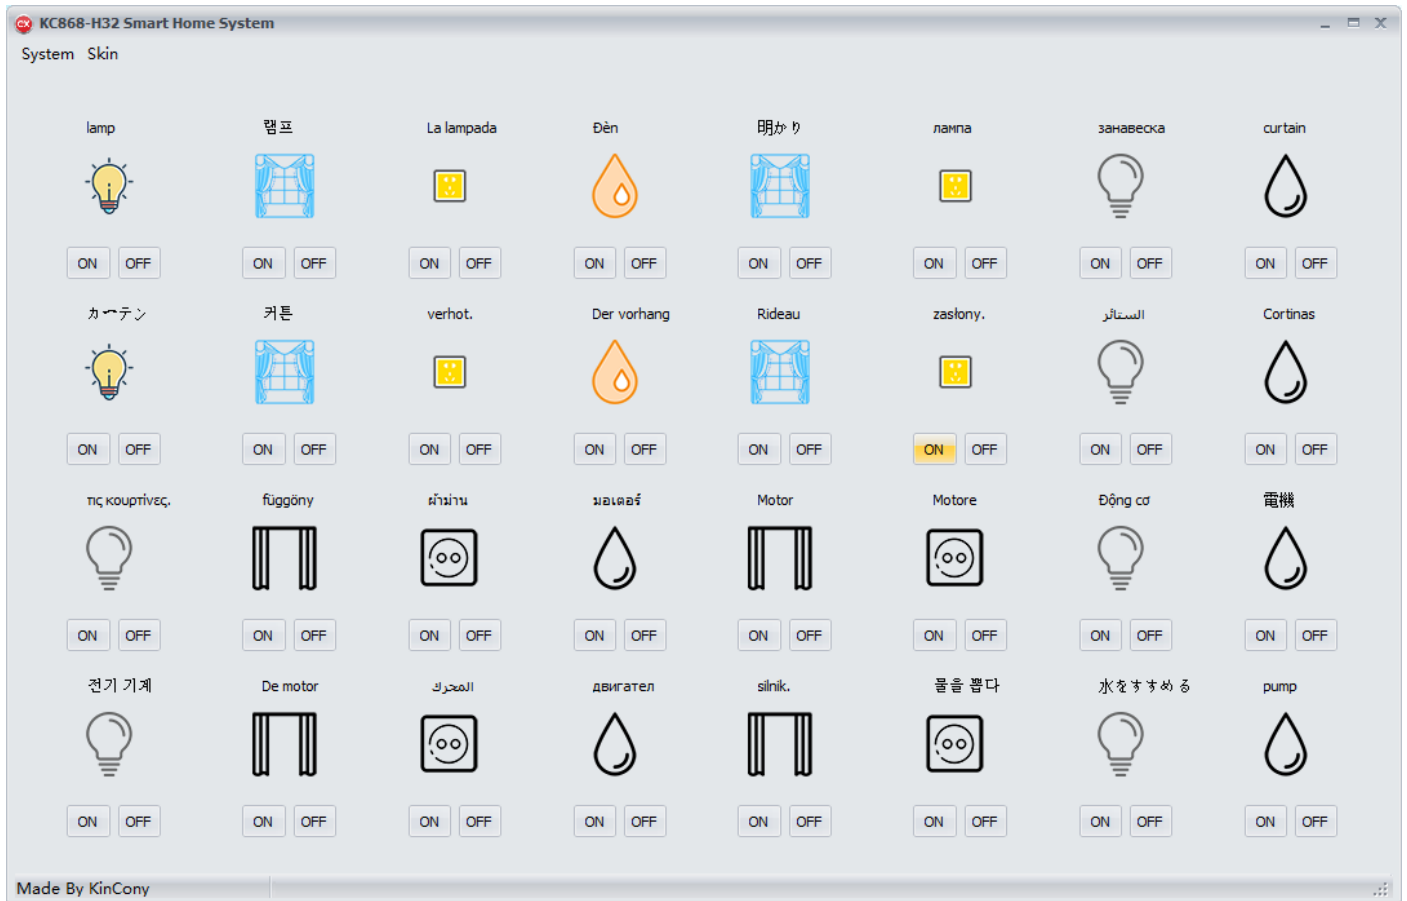 KC868-H32 Smart Home System
System Skin
lamp 램프 La lampada Đèn 明かり лампа занавеска curtain
ON OFF ON OFF ON OFF ON OFF ON OFF ON OFF ON OFF ON OFF
カーテン 커튼 verhot. Der vorhang Rideau zasłony. الستائر Cortinas
ON OFF ON OFF ON OFF ON OFF ON OFF ON OFF ON OFF ON OFF
τις κουρτίνες. függöny ผ้าม่าน มอเตอร์ Motor Motore Động cơ 電機
ON OFF ON OFF ON OFF ON OFF ON OFF ON OFF ON OFF ON OFF
전기 기계 De motor المحرك двигател silnik. 물을 뽑다 水をすすめる pump
ON OFF ON OFF ON OFF ON OFF ON OFF ON OFF ON OFF ON OFF
Made By KinCony